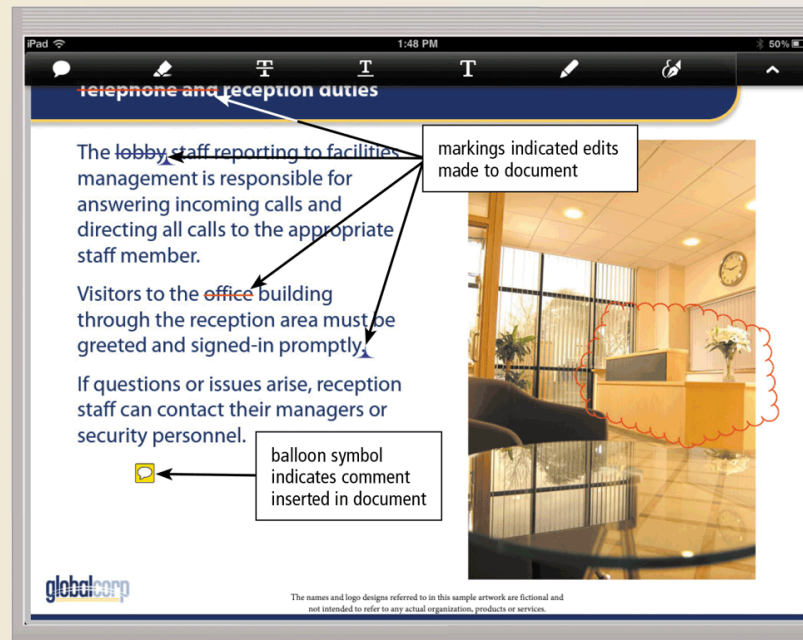 iPad 1:48 PM 50%
T T T
Telephone and reception duties
The lobby staff reporting to facilities
management is responsible for
answering incoming calls and
directing all calls to the appropriate
staff member.
Visitors to the office building
through the reception area must be
greeted and signed-in promptly.
If questions or issues arise, reception
staff can contact their managers or
security personnel.
markings indicated edits
made to document
balloon symbol
indicates comment
inserted in document
globalcorp
The names and logo designs referred to in this sample artwork are fictional and
not intended to refer to any actual organization, products or services.